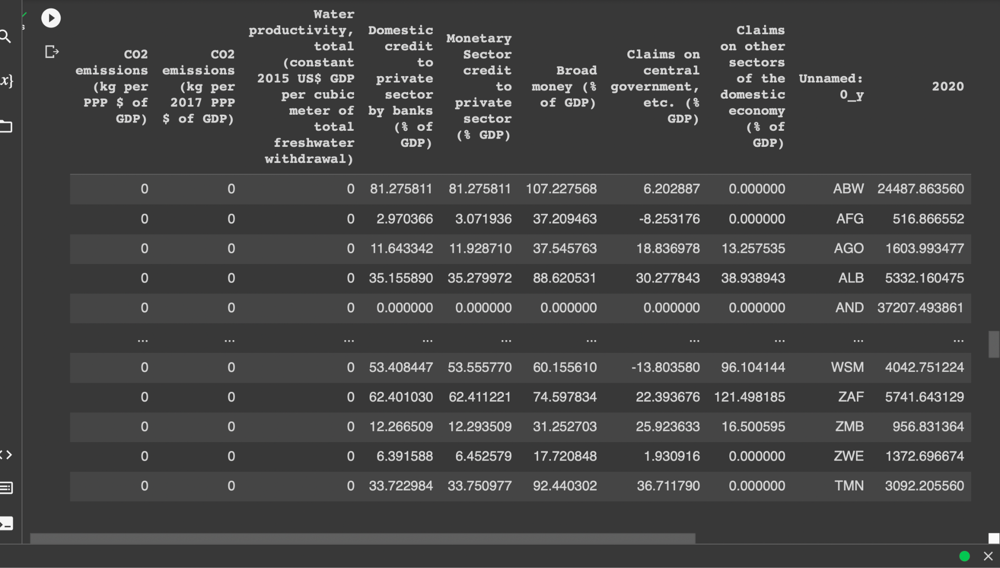 CO2 emissions (kg per PPP $ of GDP)
CO2 emissions (kg per 2017 PPP $ of GDP)
Water productivity, total (constant 2015 US$ GDP per cubic meter of total freshwater withdrawal)
Domestic credit to private sector by banks (% of GDP)
Monetary Sector credit to private sector (% GDP)
Broad money (% of GDP)
Claims on central government, etc. (% GDP)
Claims on other sectors of the domestic economy (% of GDP)
Unnamed: 0_y
2020
0 0 0 81.275811 81.275811 107.227568 6.202887 0.000000 ABW 24487.863560
0 0 0 2.970366 3.071936 37.209463 -8.253176 0.000000 AFG 516.866552
0 0 0 11.643342 11.928710 37.545763 18.836978 13.257535 AGO 1603.993477
0 0 0 35.155890 35.279972 88.620531 30.277843 38.938943 ALB 5332.160475
0 0 0 0.000000 0.000000 0.000000 0.000000 0.000000 AND 37207.493861
... ... ... ... ... ... ... ... ... ...
0 0 0 53.408447 53.555770 60.155610 -13.803580 96.104144 WSM 4042.751224
0 0 0 62.401030 62.411221 74.597834 22.393676 121.498185 ZAF 5741.643129
0 0 0 12.266509 12.293509 31.252703 25.923633 16.500595 ZMB 956.831364
0 0 0 6.391588 6.452579 17.720848 1.930916 0.000000 ZWE 1372.696674
0 0 0 33.722984 33.750977 92.440302 36.711790 0.000000 TMN 3092.205560